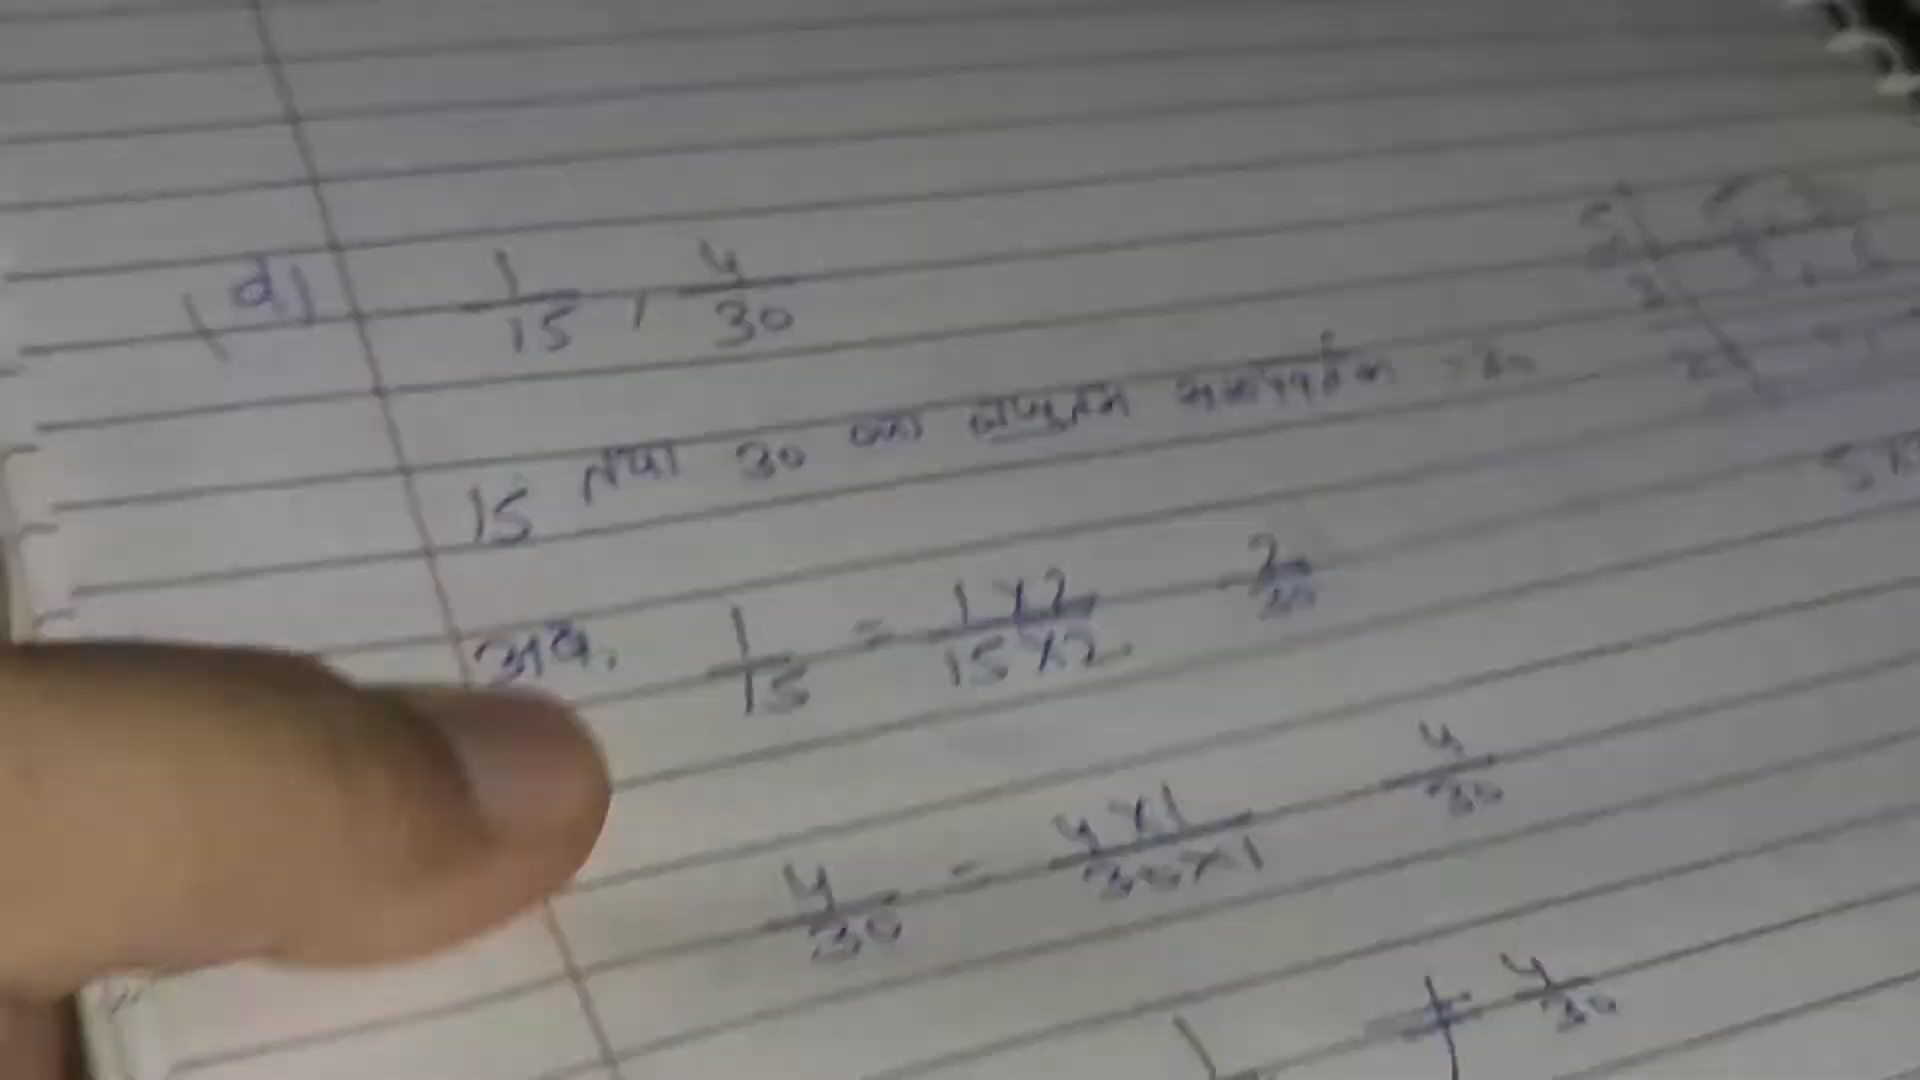 d) 1/15 , 4/30
15 तथा 30 का लघुत्तम समापवर्तक = 30
अब, 1/15 = 1×2/15×2 = 2/30
4/30 = 4×1/30×1 = 4/30
4/30